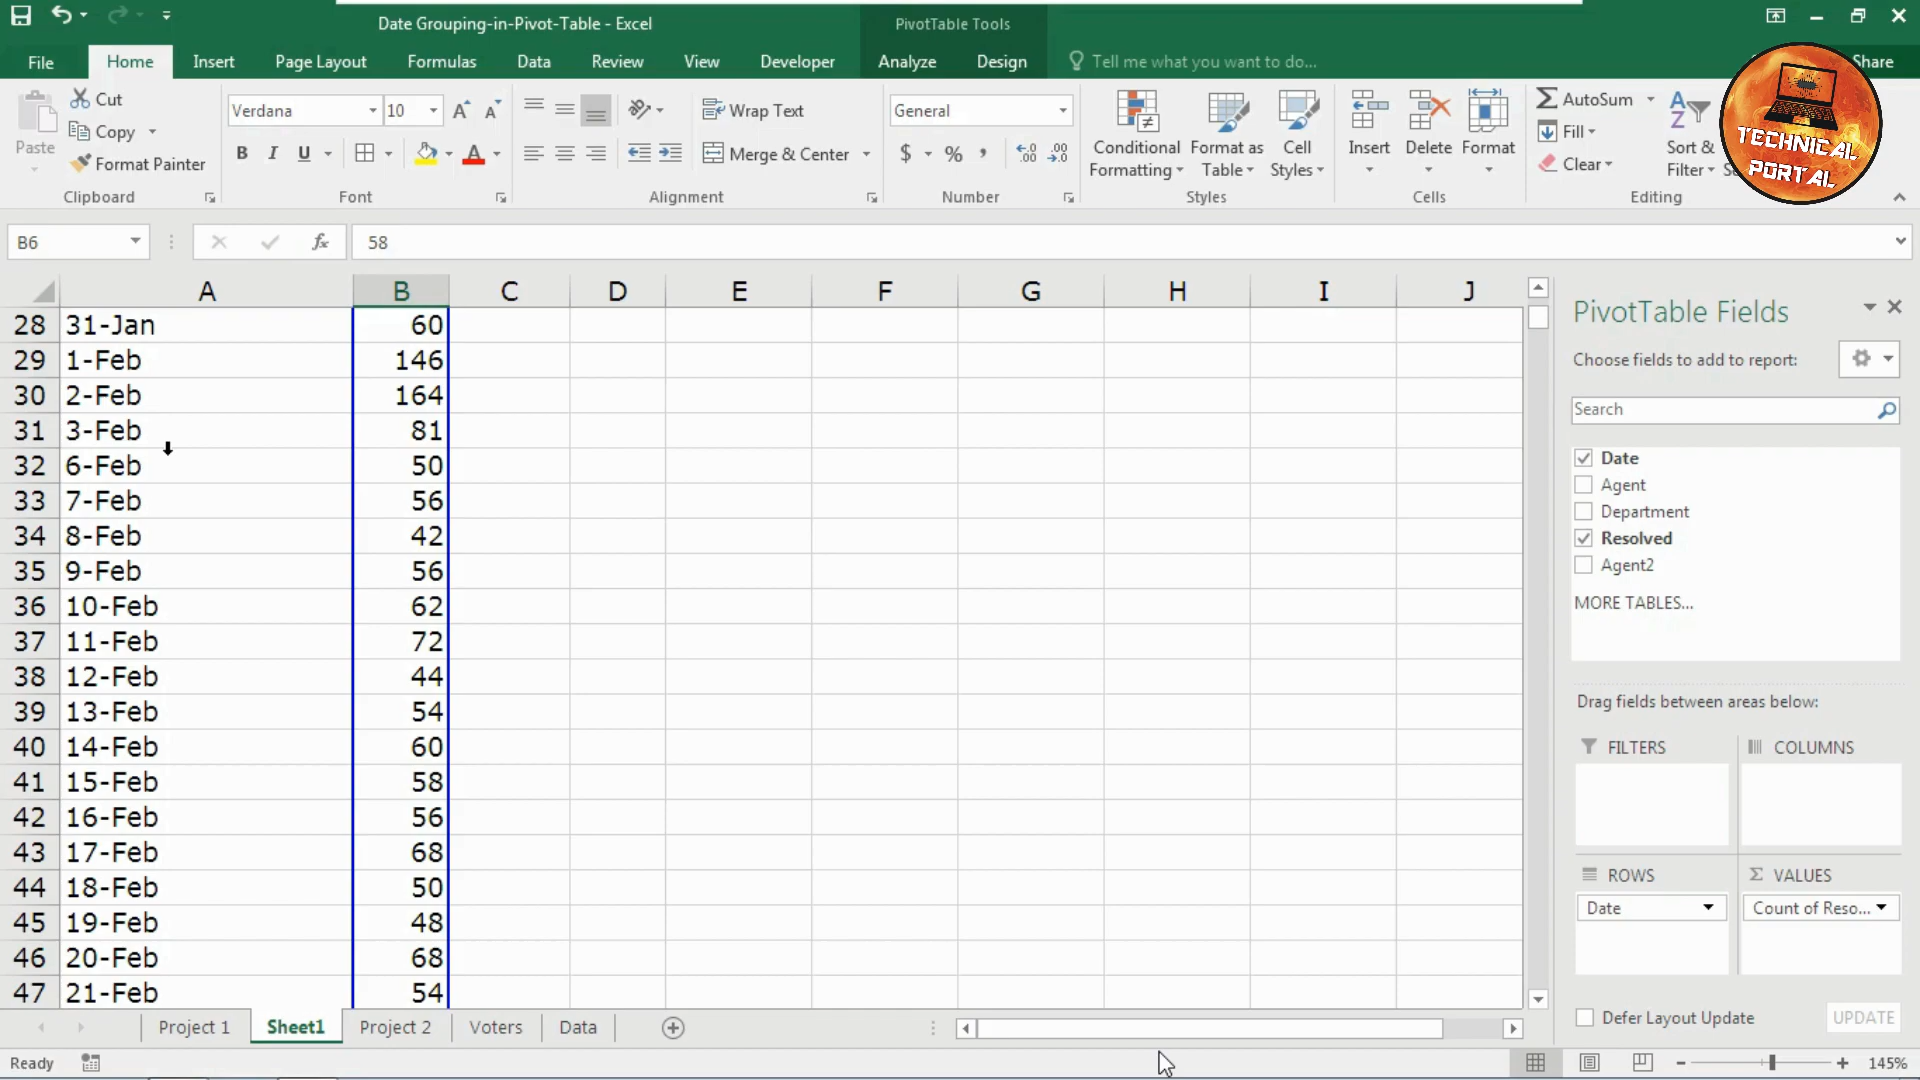 Date Grouping-in-Pivot-Table - Excel
PivotTable Tools
File Home Insert Page Layout Formulas Data Review View Developer Analyze Design Tell me what you want to do... Share
Paste
Cut
Copy
Format Painter
Clipboard
Verdana 10
B I U
Font
Wrap Text
Merge & Center
Alignment
General
$ % ,
Number
Conditional Formatting
Format as Table
Cell Styles
Styles
Insert Delete Format
Cells
AutoSum
Fill
Clear
Sort & Filter
Editing
TECHNICAL
PORTAL
B6 fx 58
A B C D E F G H I J
28 31-Jan 60
29 1-Feb 146
30 2-Feb 164
31 3-Feb 81
32 6-Feb 50
33 7-Feb 56
34 8-Feb 42
35 9-Feb 56
36 10-Feb 62
37 11-Feb 72
38 12-Feb 44
39 13-Feb 54
40 14-Feb 60
41 15-Feb 58
42 16-Feb 56
43 17-Feb 68
44 18-Feb 50
45 19-Feb 48
46 20-Feb 68
47 21-Feb 54
PivotTable Fields
Choose fields to add to report:
Search
Date
Agent
Department
Resolved
Agent2
MORE TABLES...
Drag fields between areas below:
FILTERS COLUMNS
ROWS VALUES
Date Count of Reso...
Defer Layout Update UPDATE
Project 1 Sheet1 Project 2 Voters Data
Ready 145%